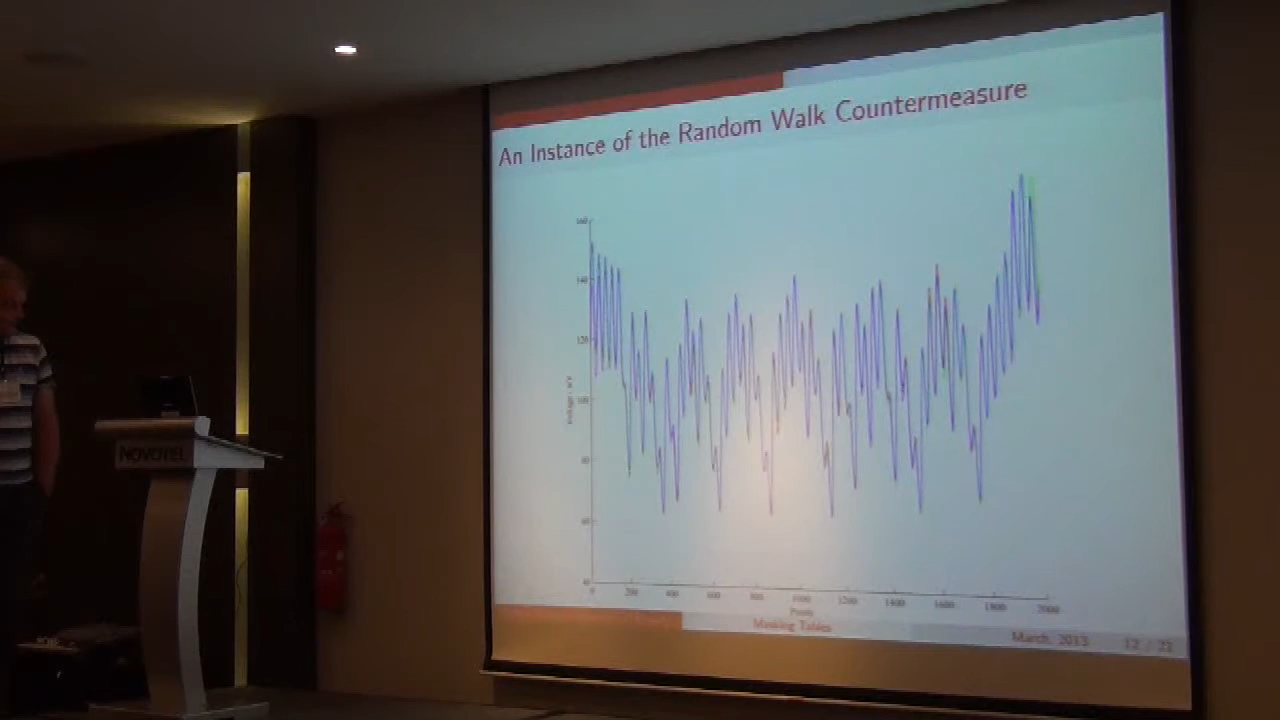 An Instance of the Random Walk Countermeasure
160
140
120
100
80
60
40
0 200 400 600 800 1000 1200 1400 1600 1800 2000
Points
Masking Tables
March, 2013 12 / 22
NOVOTEL